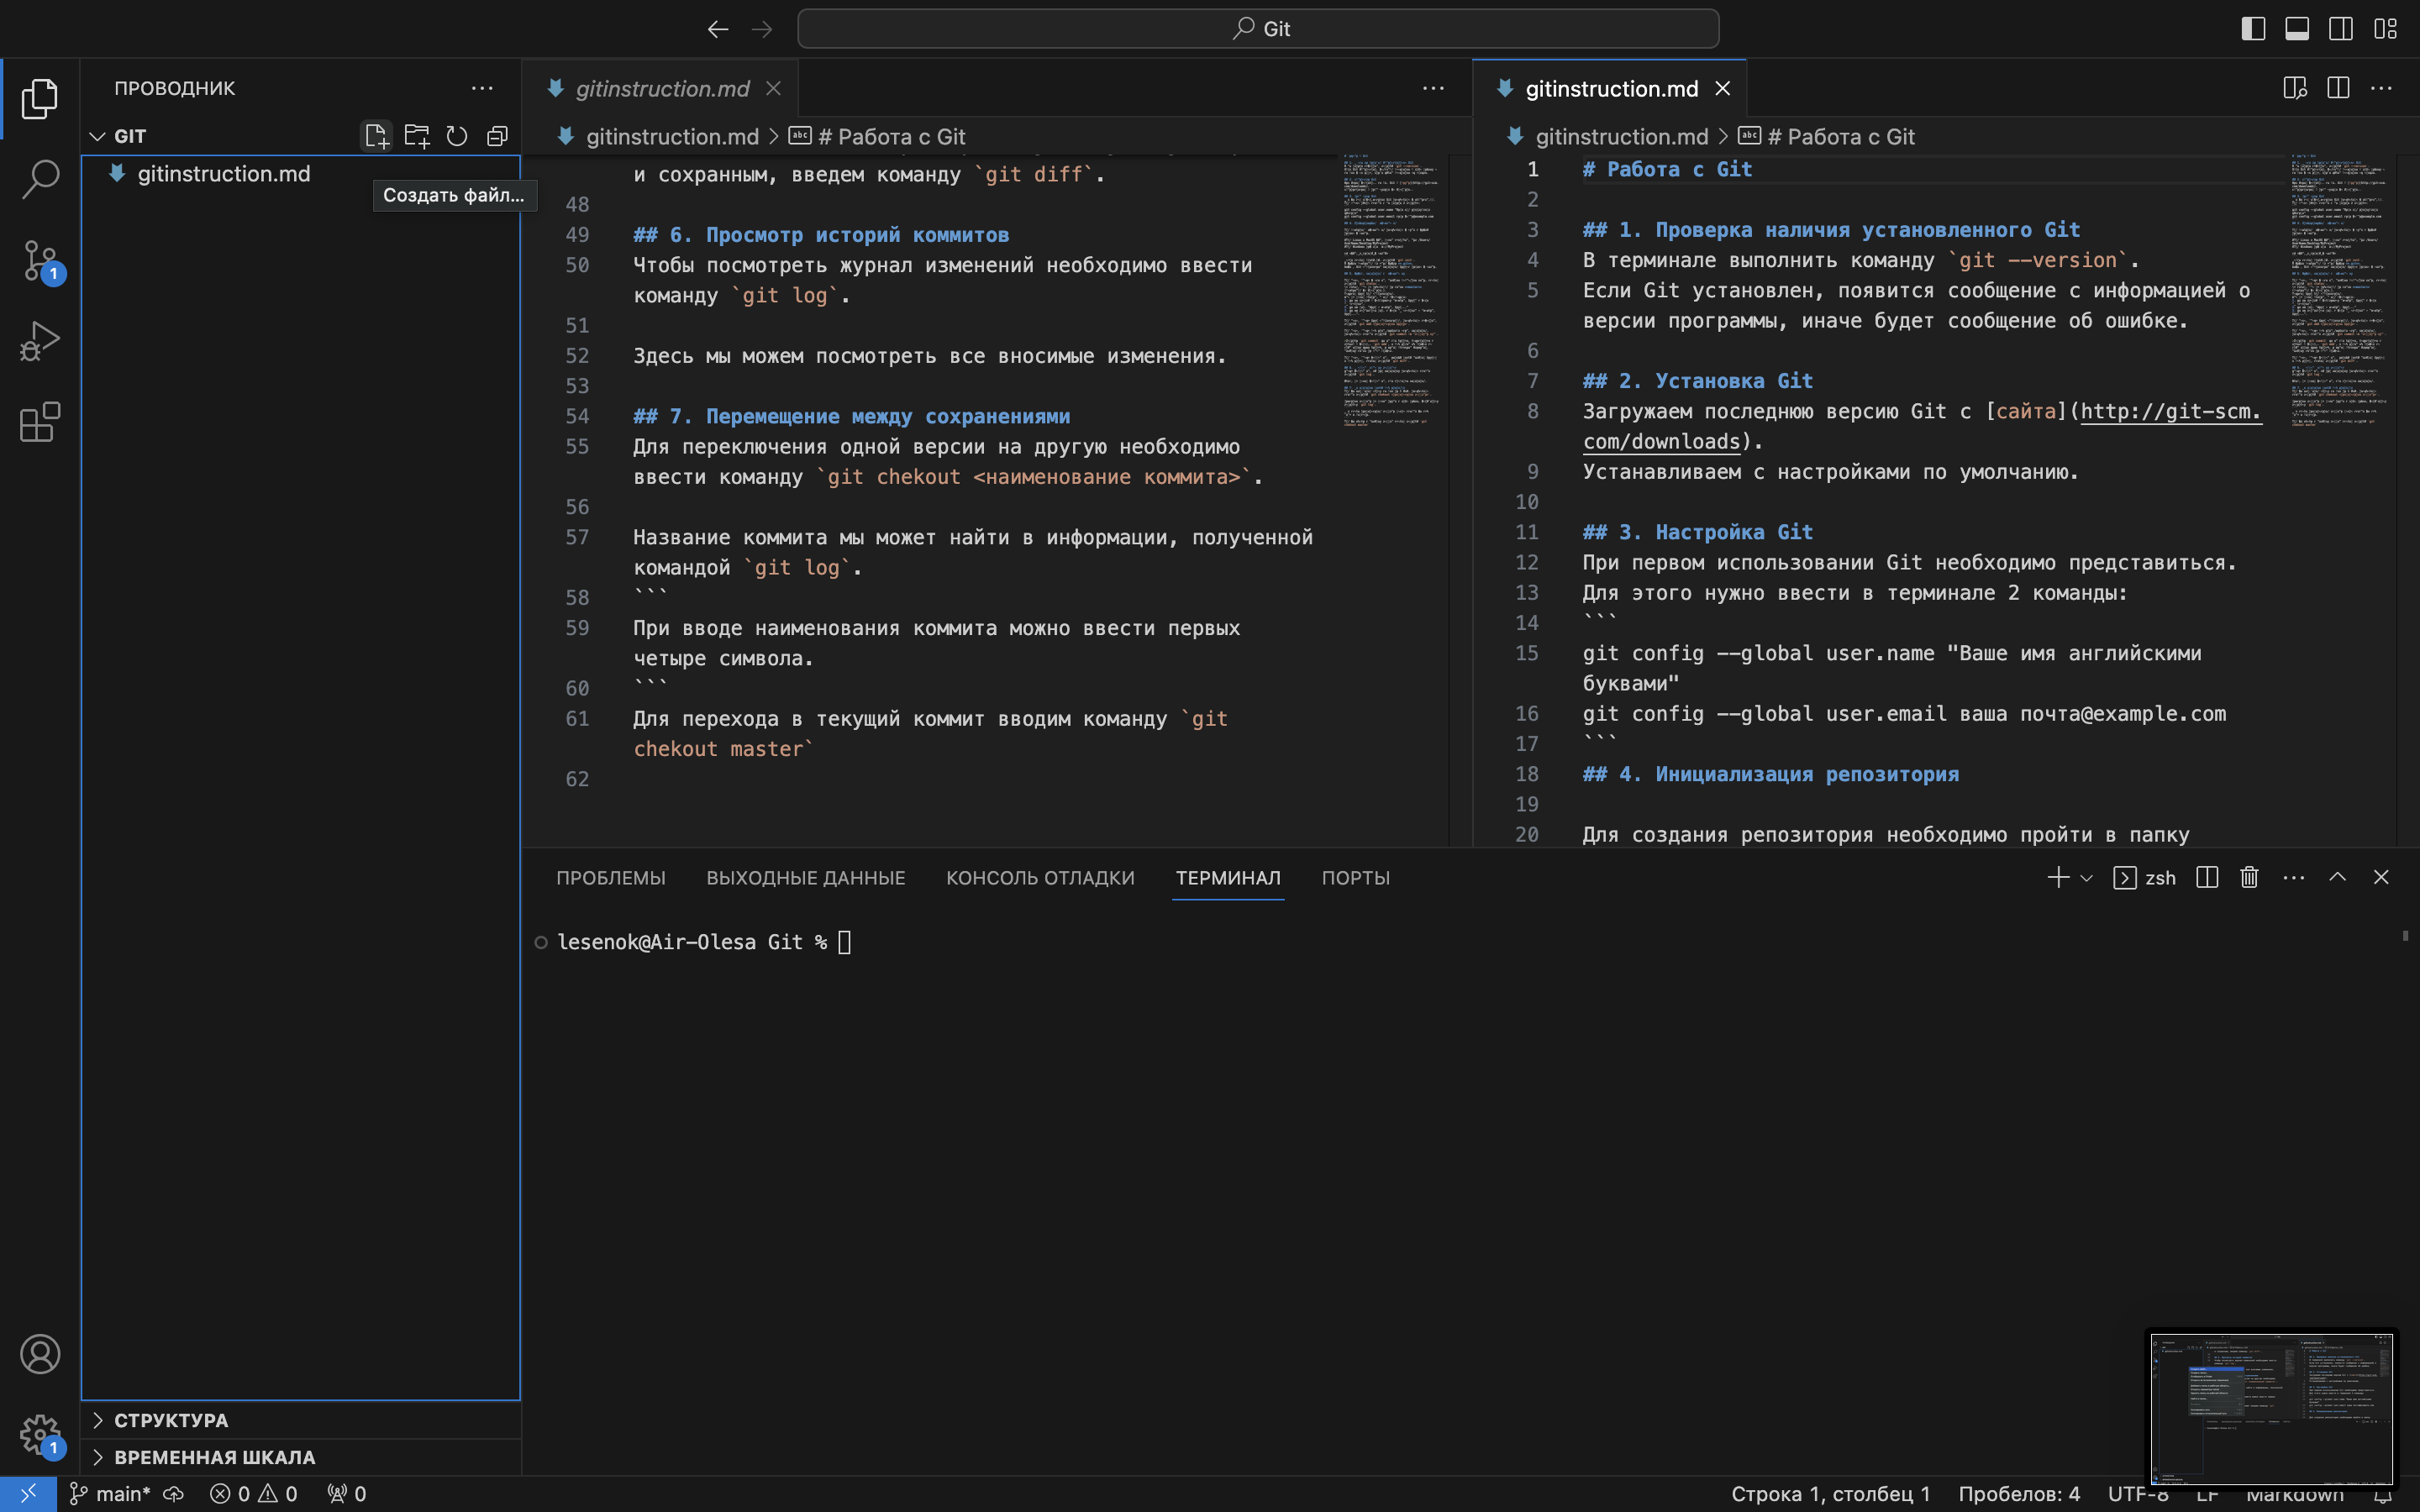 Git
ПРОВОДНИК
GIT
gitinstruction.md
Создать файл...
gitinstruction.md
gitinstruction.md > # Работа с Git
и сохранным, введем команду `git diff`.
48
49 ## 6. Просмотр историй коммитов
50 Чтобы посмотреть журнал изменений необходимо ввести
команду `git log`.
51
52 Здесь мы можем посмотреть все вносимые изменения.
53
54 ## 7. Перемещение между сохранениями
55 Для переключения одной версии на другую необходимо
ввести команду `git chekout <наименование коммита>`.
56
57 Название коммита мы может найти в информации, полученной
командой `git log`.
58 ```
59 При вводе наименования коммита можно ввести первых
четыре символа.
60 ```
61 Для перехода в текущий коммит вводим команду `git
chekout master`
62
gitinstruction.md
gitinstruction.md > # Работа с Git
1 # Работа с Git
2
3 ## 1. Проверка наличия установленного Git
4 В терминале выполнить команду `git --version`.
5 Если Git установлен, появится сообщение с информацией о
версии программы, иначе будет сообщение об ошибке.
6
7 ## 2. Установка Git
8 Загружаем последнюю версию Git с [сайта](http://git-scm.
com/downloads).
9 Устанавливаем с настройками по умолчанию.
10
11 ## 3. Настройка Git
12 При первом использовании Git необходимо представиться.
13 Для этого нужно ввести в терминале 2 команды:
14 ```
15 git config --global user.name "Ваше имя английскими
буквами"
16 git config --global user.email ваша почта@example.com
17 ```
18 ## 4. Инициализация репозитория
19
20 Для создания репозитория необходимо пройти в папку
ПРОБЛЕМЫ ВЫХОДНЫЕ ДАННЫЕ КОНСОЛЬ ОТЛАДКИ ТЕРМИНАЛ ПОРТЫ
zsh
lesenok@Air-Olesa Git %
1
1
СТРУКТУРА
ВРЕМЕННАЯ ШКАЛА
main* 0 0 0
Строка 1, столбец 1 Пробелов: 4 UTF-8 LF Markdown